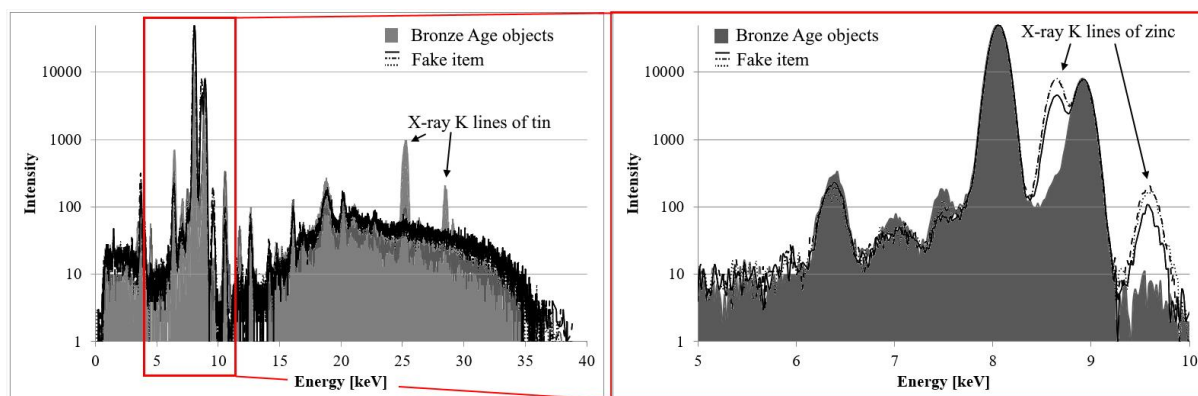 Bronze Age objects
Fake item
X-ray K lines of tin
Intensity
10000
1000
100
10
1
0
5
10
15
20
25
30
35
40
Energy [keV]
Bronze Age objects
Fake item
X-ray K lines of zinc
Intensity
10000
1000
100
10
1
5
6
7
8
9
10
Energy [keV]